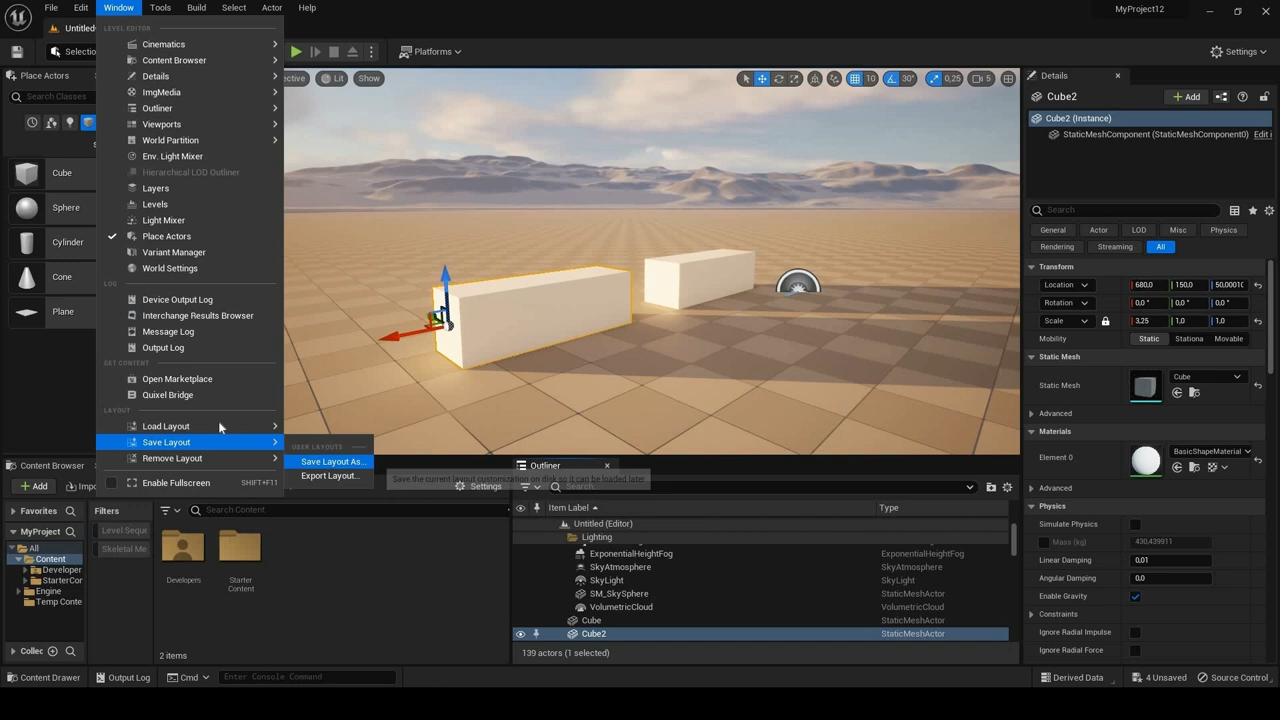 File Edit Window Tools Build Select Actor Help
MyProject12
Untitled
Selectio
Platforms
Settings
LEVEL EDITOR
Cinematics
Content Browser
Details
ImgMedia
Outliner
Viewports
World Partition
Env. Light Mixer
Hierarchical LOD Outliner
Layers
Levels
Light Mixer
Place Actors
Variant Manager
World Settings
LOG
Device Output Log
Interchange Results Browser
Message Log
Output Log
GET CONTENT
Open Marketplace
Quixel Bridge
LAYOUT
Load Layout
Save Layout
Remove Layout
Enable Fullscreen SHIFT+F11
USER LAYOUTS
Save Layout As...
Export Layout...
Save the current layout customization on disk so it can be loaded later
Place Actors
Search Classes
Cube
Sphere
Cylinder
Cone
Plane
ective Lit Show
10 30° 0,25 5
Details
Cube2
Add
Cube2 (Instance)
StaticMeshComponent (StaticMeshComponent0) Edit i
Search
General Actor LOD Misc Physics
Rendering Streaming All
Transform
Location 680,0 150,0 50,00010
Rotation 0,0 ° 0,0 ° 0,0 °
Scale 3,25 1,0 1,0
Mobility Static Stationa Movable
Static Mesh
Static Mesh Cube
Advanced
Materials
Element 0 BasicShapeMaterial
Advanced
Physics
Simulate Physics
Mass (kg) 430,439911
Linear Damping 0,01
Angular Damping 0,0
Enable Gravity
Constraints
Ignore Radial Impulse
Ignore Radial Force
Content Browser
Add Impo
Settings
Favorites
MyProject
All
Content
Developer
StarterCor
Engine
Temp Conte
Collec
Filters
Level Sequ
Skeletal Me
Search Content
Developers
Starter
Content
2 items
Outliner
Search
Item Label Type
Untitled (Editor)
Lighting
ExponentialHeightFog ExponentialHeightFog
SkyAtmosphere SkyAtmosphere
SkyLight SkyLight
SM_SkySphere StaticMeshActor
VolumetricCloud VolumetricCloud
Cube StaticMeshActor
Cube2 StaticMeshActor
139 actors (1 selected)
Content Drawer Output Log Cmd Enter Console Command
Derived Data 4 Unsaved Source Control